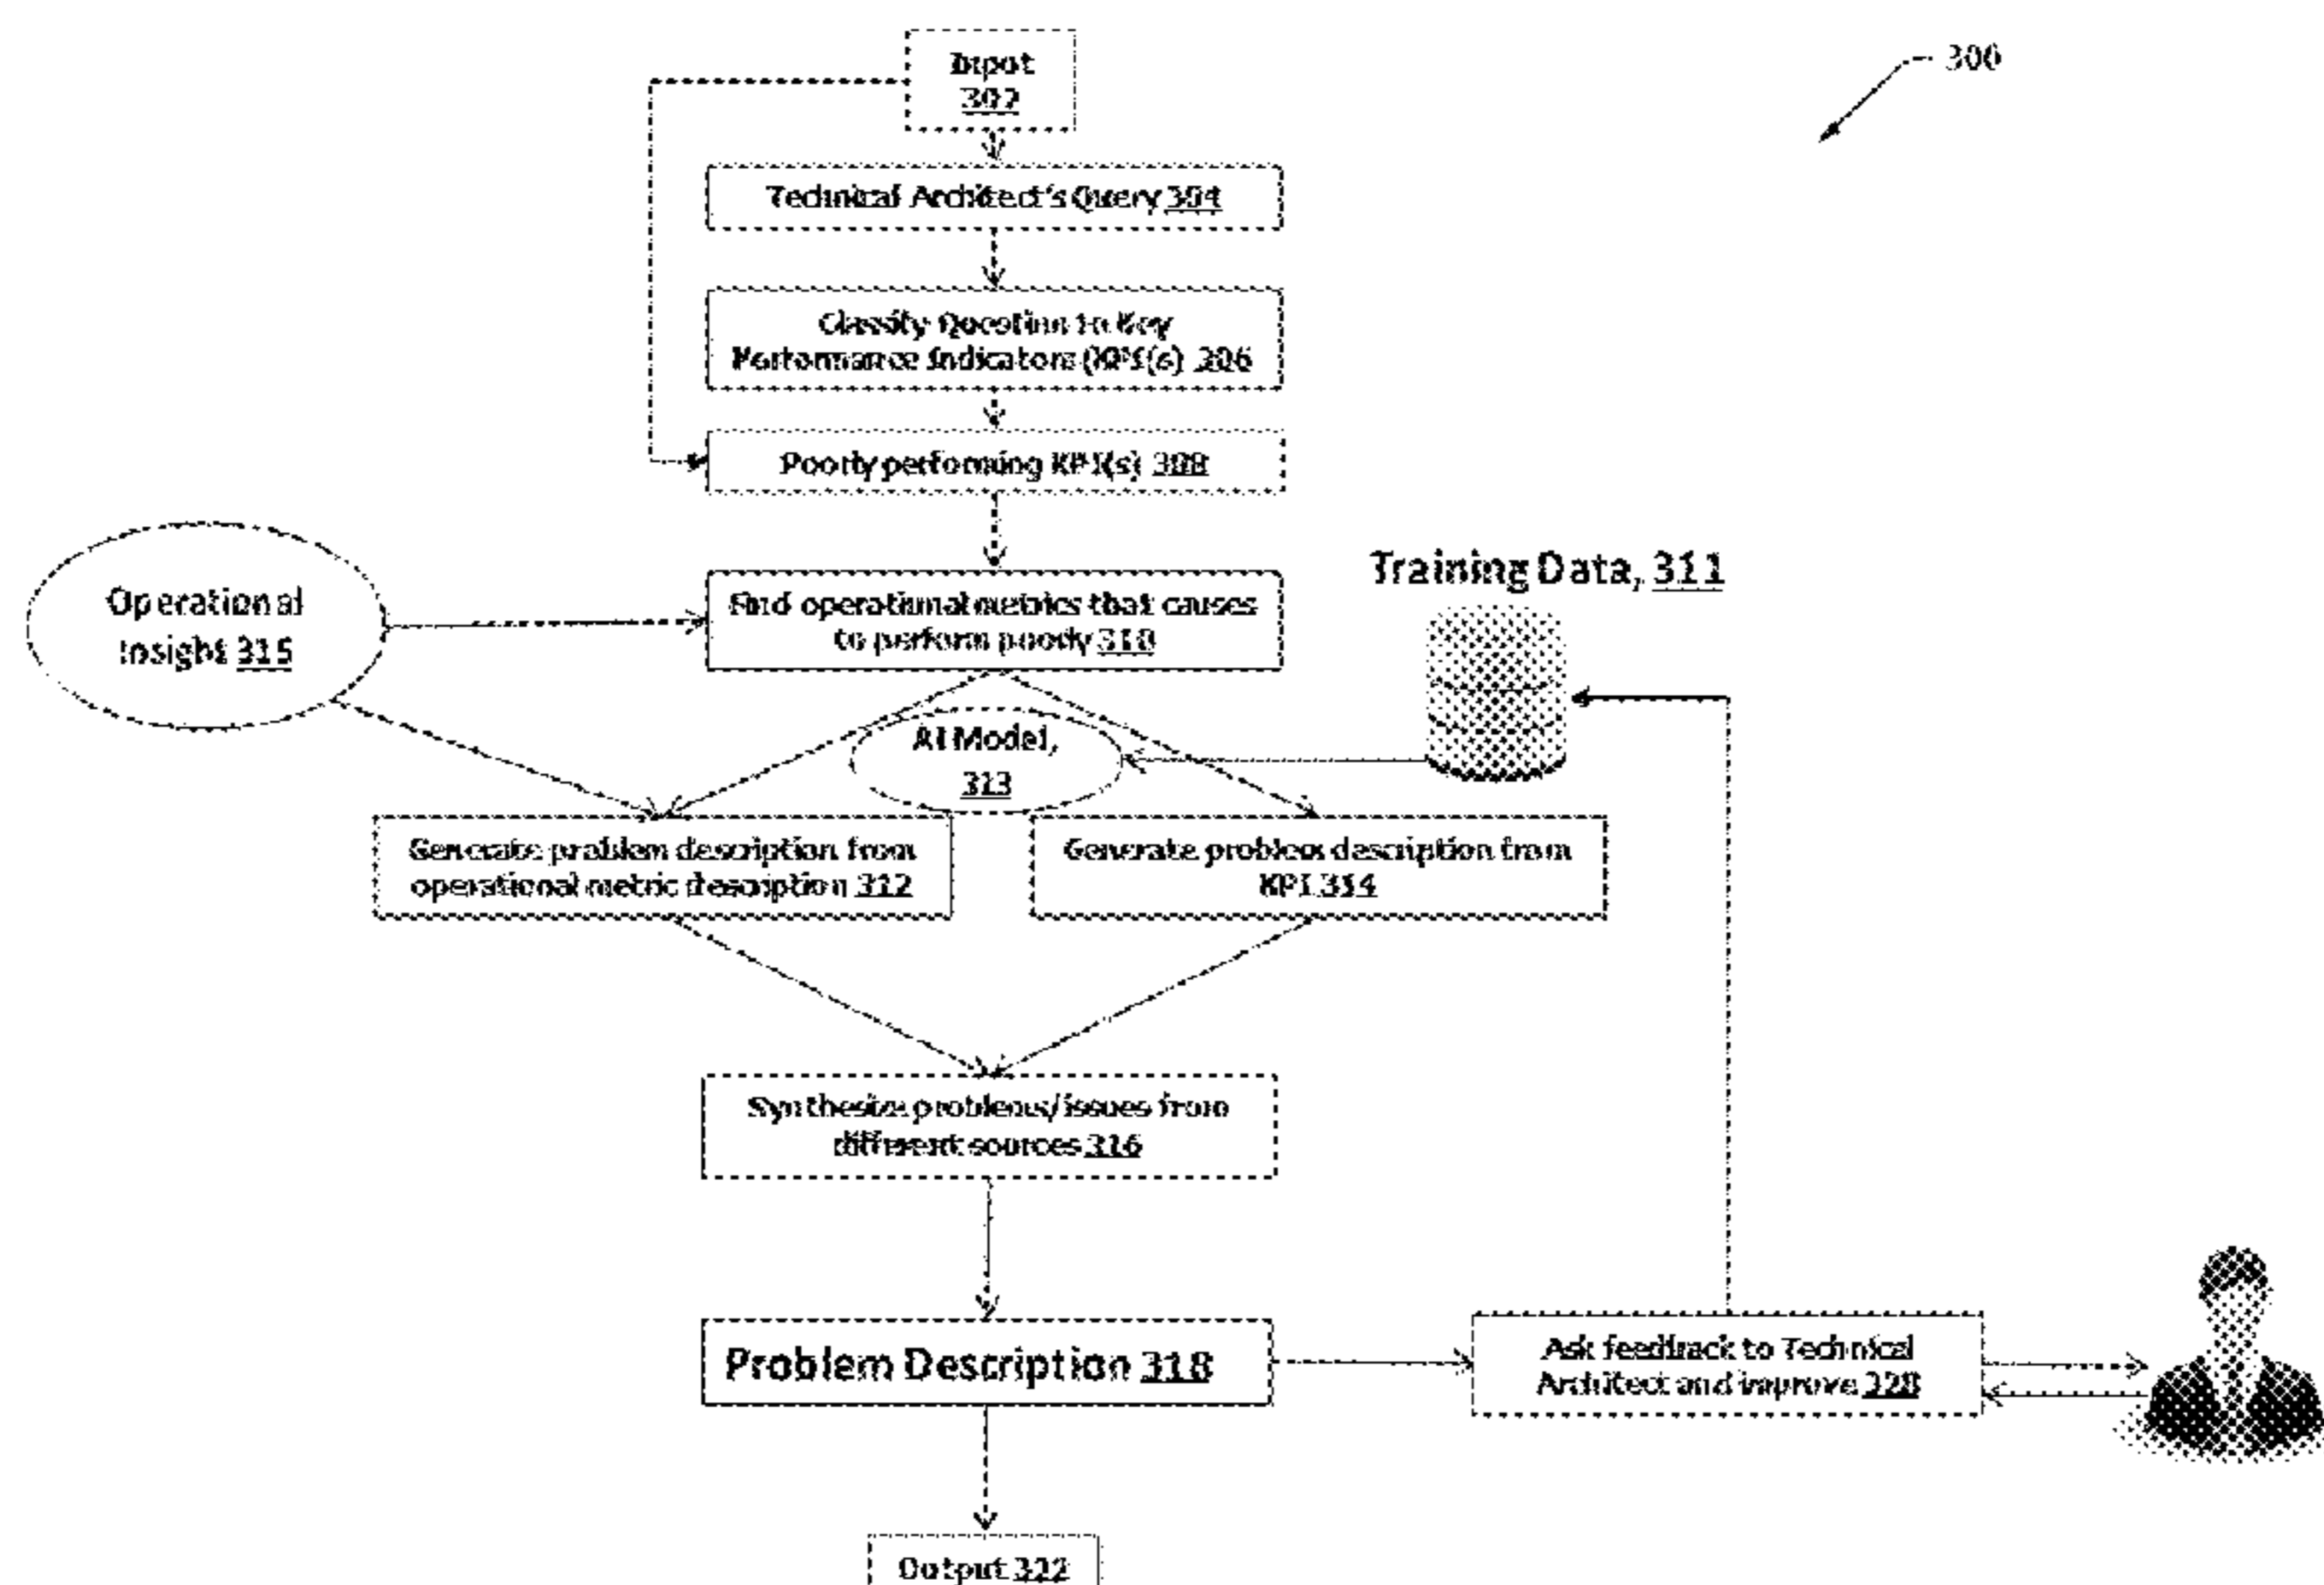 Input
302
300
Technical Architect's Query 304
Classify Question to Key
Performance Indicators (KPI(s) 306
Poorly performing KPI(s) 308
Operational
Insight 315
Find operational metrics that causes
to perform poorly 310
Training Data, 311
AI Model,
313
Generate problem description from
operational metric description 312
Generate problem description from
KPI 314
Synthesize problems/issues from
different sources 316
Problem Description 318
Ask feedback to Technical
Architect and improve 320
Output 322